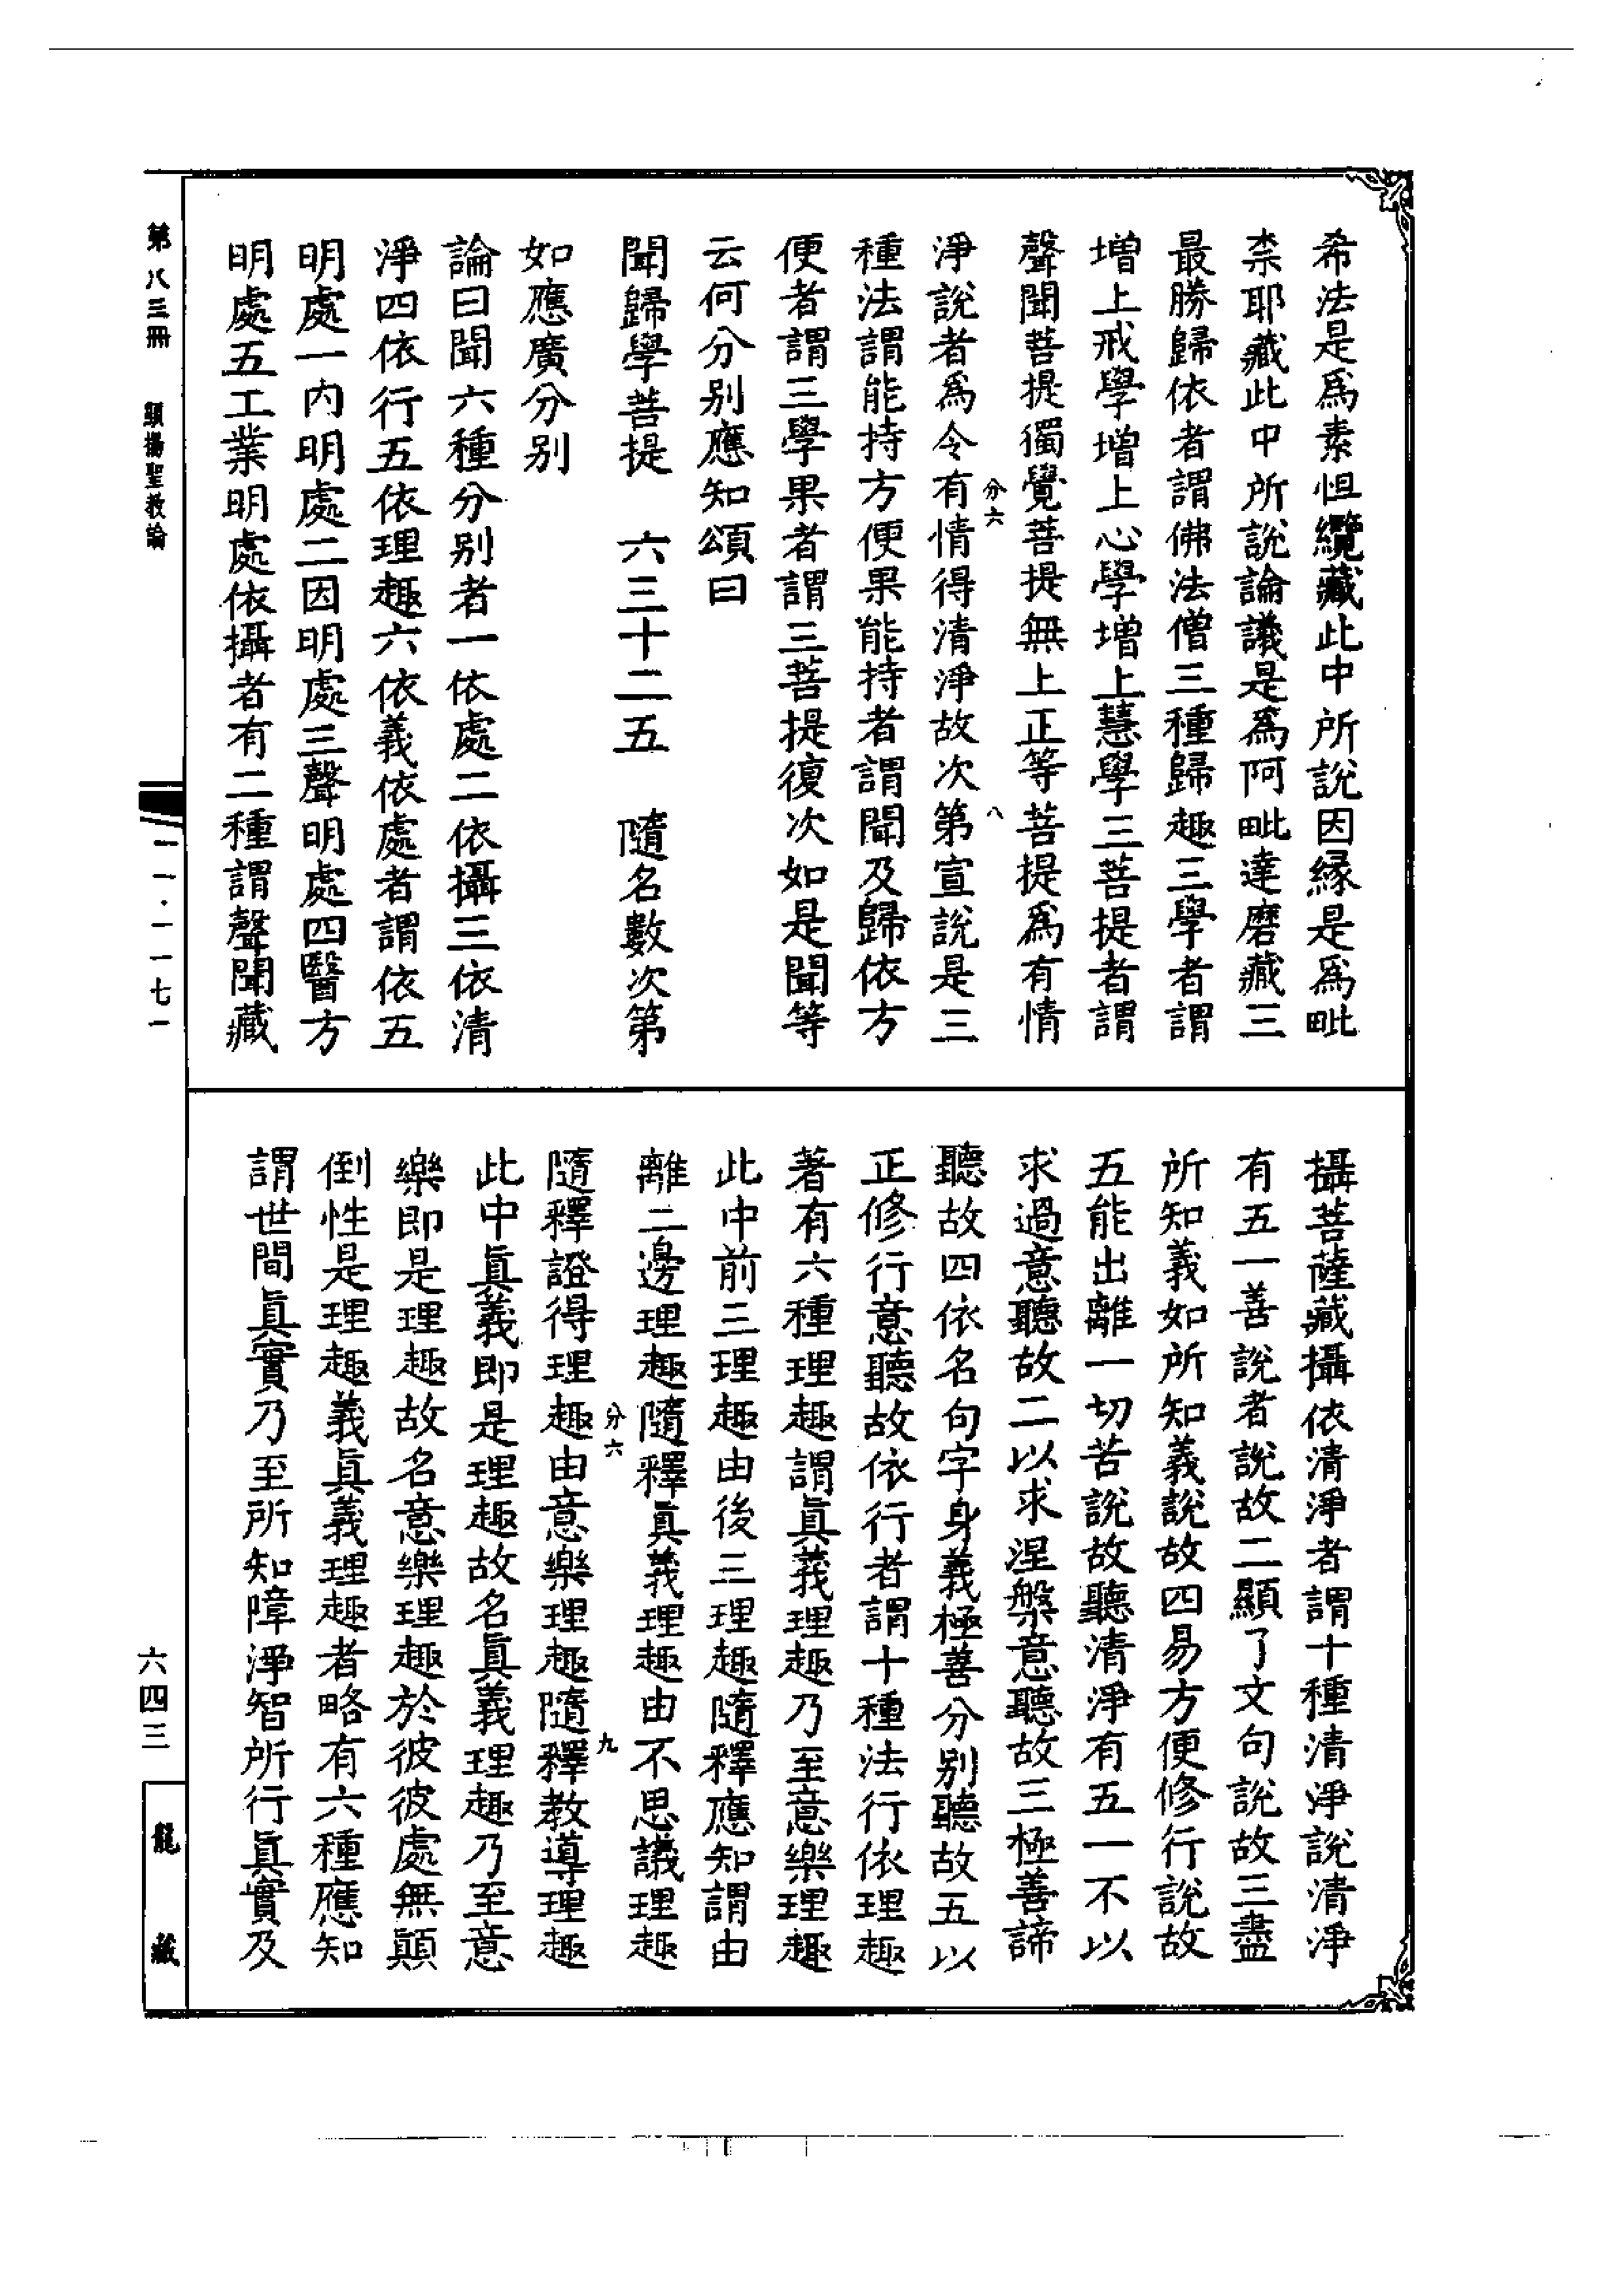 希法是爲素怛纜藏此中所說因緣是爲毗
柰耶藏此中所說論議是爲阿毗達磨藏三
最勝歸依者謂佛法僧三種歸趣三學者謂
增上戒學增上心學增上慧學三菩提者謂
聲聞菩提獨覺菩提無上正等菩提爲有情
分六 八
淨說者爲令有情得清淨故次第宣說是三
種法謂能持方便果能持者謂聞及歸依方
便者謂三學果者謂三菩提復次如是聞等
云何分别應知頌曰
聞歸學菩提 六三十二五 隨名數次第
如應廣分别
論曰聞六種分别者一依處二依攝三依清
淨四依行五依理趣六依義依處者謂依五
明處一内明處二因明處三聲明處四醫方
明處五工業明處依攝者有二種謂聲聞藏
攝菩薩藏攝依清淨者謂十種清淨說清淨
有五一善說者說故二顯了文句說故三盡
所知義如所知義說故四易方便修行說故
五能出離一切苦說故聽清淨有五一不以
求過意聽故二以求涅槃意聽故三極善諦
聽故四依名句字身義極善分别聽故五以
正修行意聽故依行者謂十種法行依理趣
著有六種理趣謂眞義理趣乃至意樂理趣
此中前三理趣由後三理趣隨釋應知謂由
離二邊理趣隨釋眞義理趣由不思議理趣
分六 九
隨釋證得理趣由意樂理趣隨釋教導理趣
此中眞義即是理趣故名眞義理趣乃至意
樂即是理趣故名意樂理趣於彼彼處無顛
倒性是理趣義眞義理趣者略有六種應知
謂世間眞實乃至所知障淨智所行眞實及
第八三冊 顯揚聖教論
一一·一一七一
六四三
龍藏